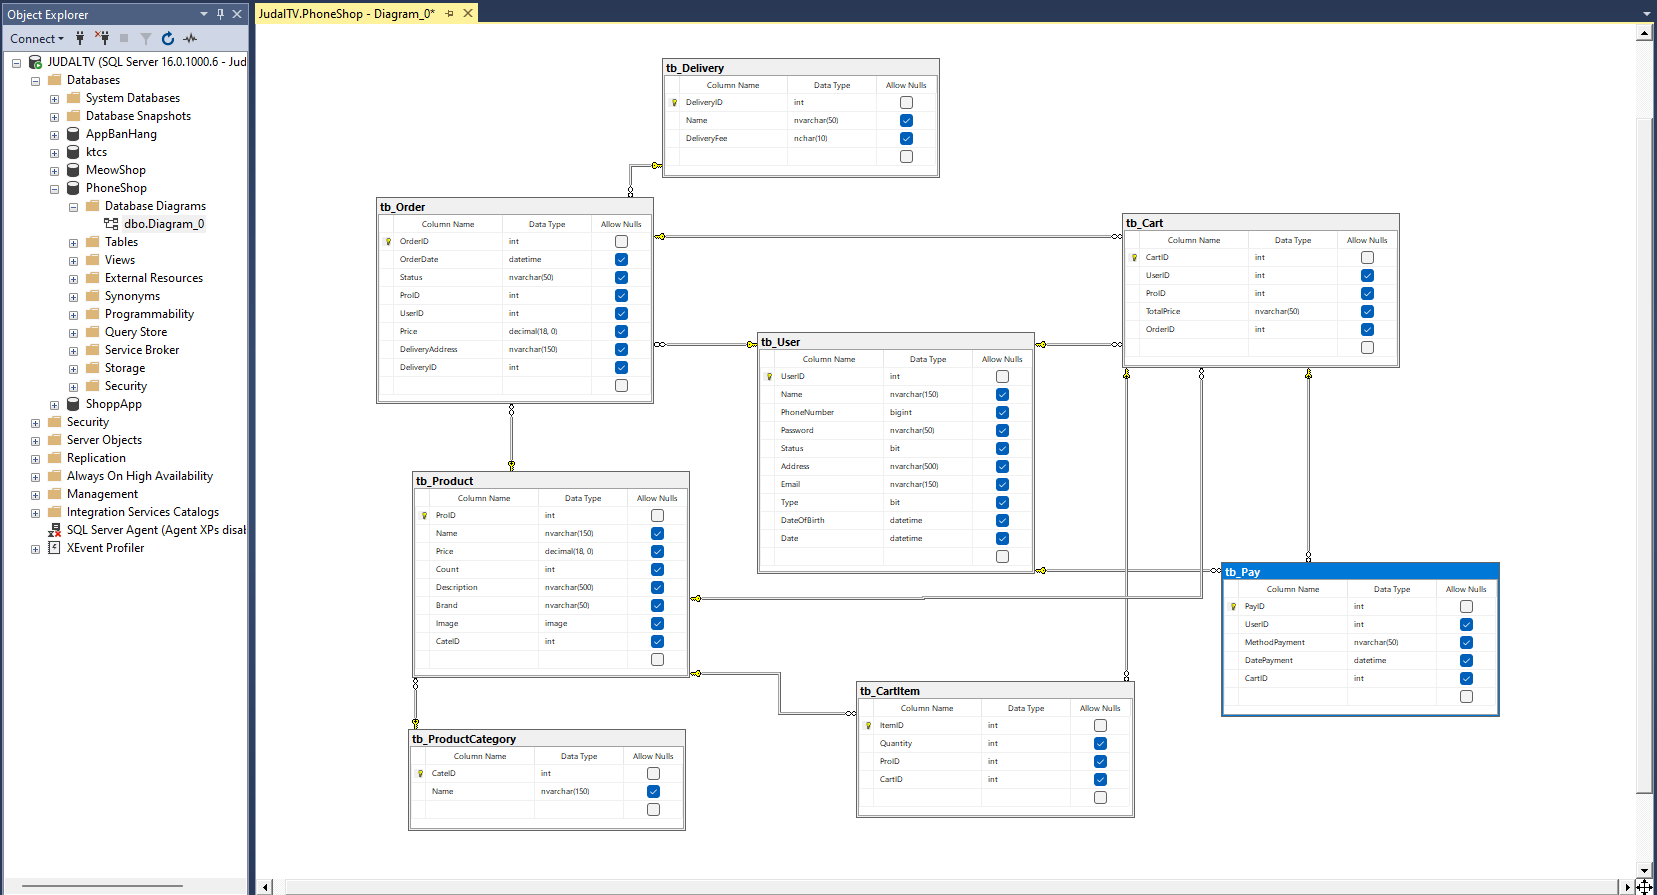 Object Explorer
Connect
JUDALTV (SQL Server 16.0.1000.6 - Jud
Databases
System Databases
Database Snapshots
AppBanHang
ktcs
MeowShop
PhoneShop
Database Diagrams
dbo.Diagram_0
Tables
Views
External Resources
Synonyms
Programmability
Query Store
Service Broker
Storage
Security
ShoppApp
Security
Server Objects
Replication
Always On High Availability
Management
Integration Services Catalogs
SQL Server Agent (Agent XPs disab
XEvent Profiler
JudalTV.PhoneShop - Diagram_0*
tb_Delivery
Column Name Data Type Allow Nulls
DeliveryID int
Name nvarchar(50)
DeliveryFee nchar(10)
tb_Order
Column Name Data Type Allow Nulls
OrderID int
OrderDate datetime
Status nvarchar(50)
ProID int
UserID int
Price decimal(18, 0)
DeliveryAddress nvarchar(150)
DeliveryID int
tb_Cart
Column Name Data Type Allow Nulls
CartID int
UserID int
ProID int
TotalPrice nvarchar(50)
OrderID int
tb_User
Column Name Data Type Allow Nulls
UserID int
Name nvarchar(150)
PhoneNumber bigint
Password nvarchar(50)
Status bit
Address nvarchar(500)
Email nvarchar(150)
Type bit
DateOfBirth datetime
Date datetime
tb_Product
Column Name Data Type Allow Nulls
ProID int
Name nvarchar(150)
Price decimal(18, 0)
Count int
Description nvarchar(500)
Brand nvarchar(50)
Image image
CateID int
tb_Pay
Column Name Data Type Allow Nulls
PayID int
UserID int
MethodPayment nvarchar(50)
DatePayment datetime
CartID int
tb_CartItem
Column Name Data Type Allow Nulls
ItemID int
Quantity int
ProID int
CartID int
tb_ProductCategory
Column Name Data Type Allow Nulls
CateID int
Name nvarchar(150)